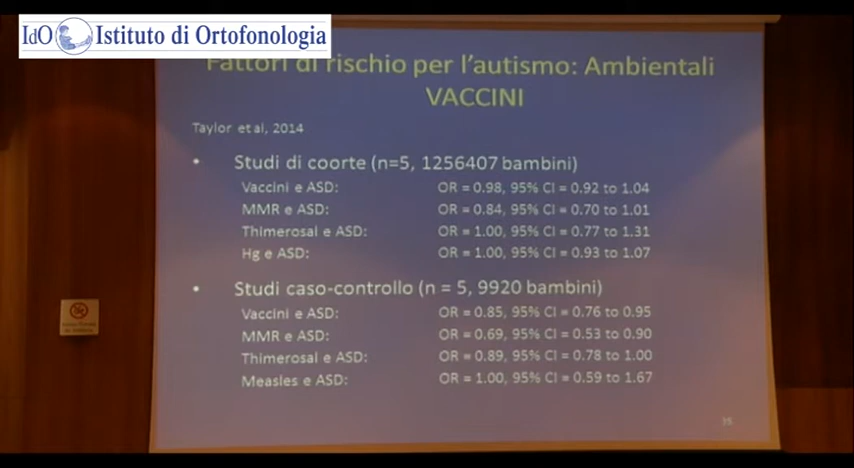 IdO Istituto di Ortofonologia
Fattori di rischio per l'autismo: Ambientali
VACCINI
Taylor et al, 2014
• Studi di coorte (n=5, 1256407 bambini)
Vaccini e ASD: OR = 0.98, 95% CI = 0.92 to 1.04
MMR e ASD: OR = 0.84, 95% CI = 0.70 to 1.01
Thimerosal e ASD: OR = 1.00, 95% CI = 0.77 to 1.31
Hg e ASD: OR = 1.00, 95% CI = 0.93 to 1.07
• Studi caso-controllo (n = 5, 9920 bambini)
Vaccini e ASD: OR = 0.85, 95% CI = 0.76 to 0.95
MMR e ASD: OR = 0.69, 95% CI = 0.53 to 0.90
Thimerosal e ASD: OR = 0.89, 95% CI = 0.78 to 1.00
Measles e ASD: OR = 1.00, 95% CI = 0.59 to 1.67
35